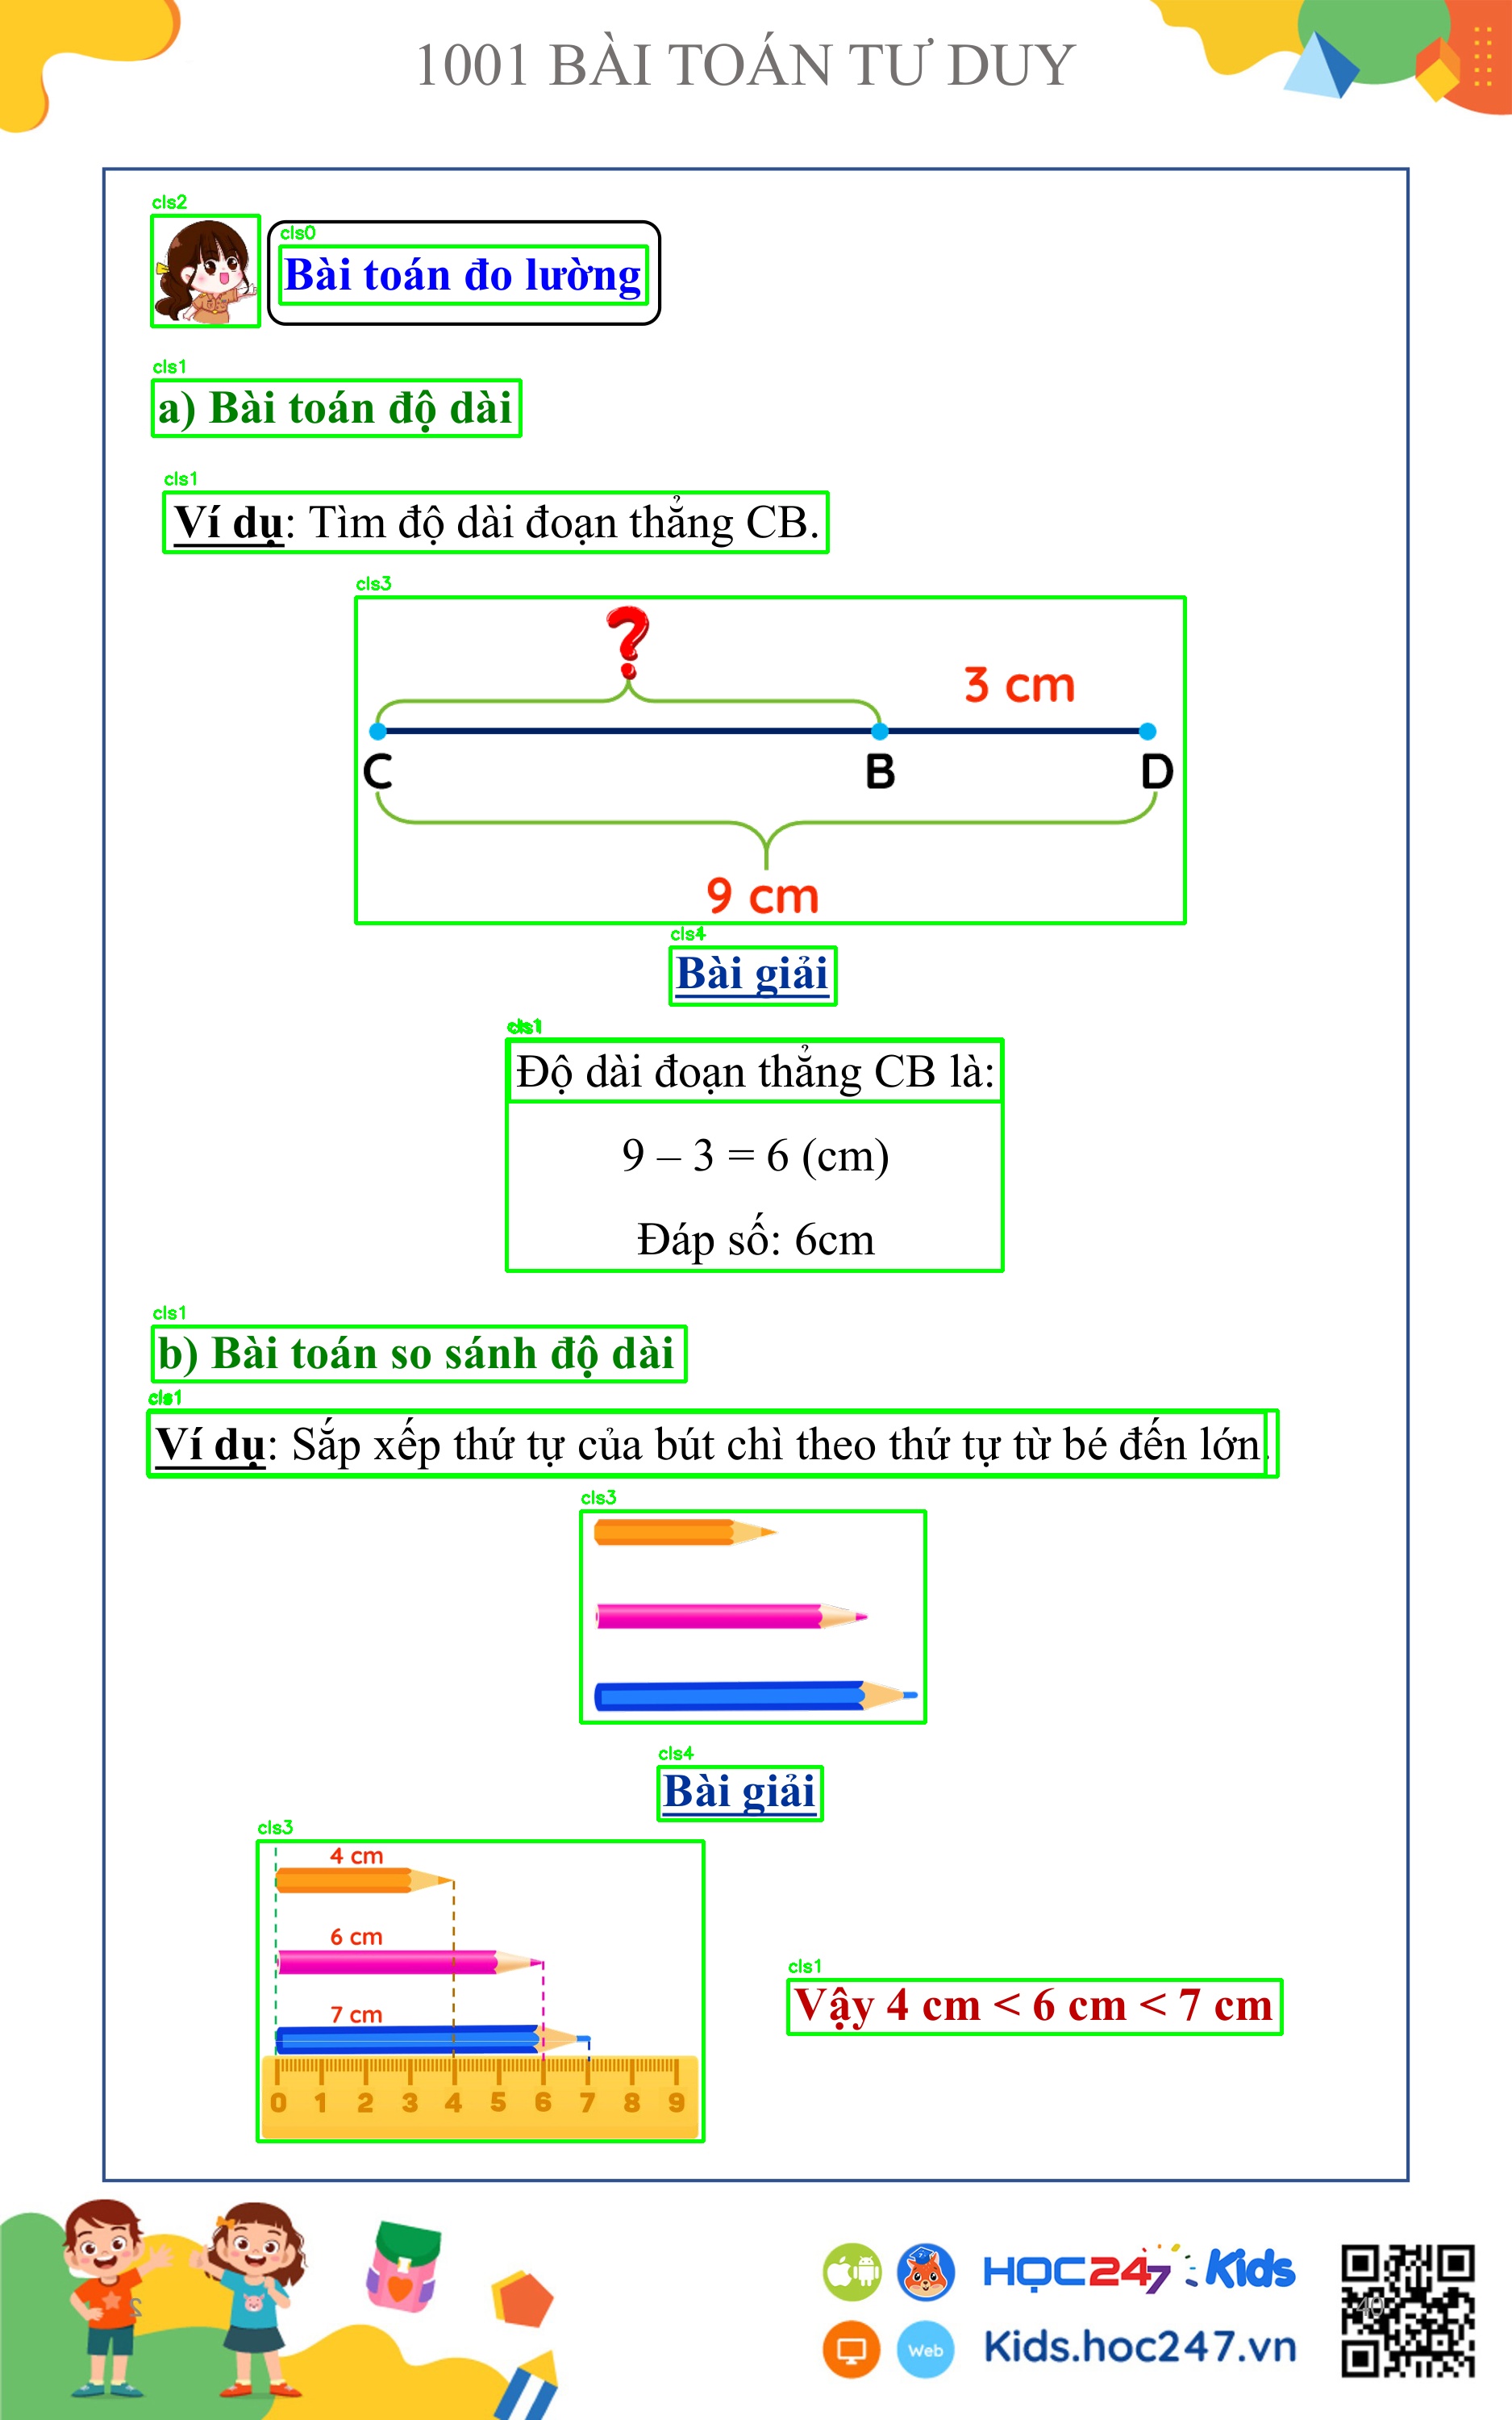 1001 BÀI TOÁN TƯ DUY
cls2
cls0
Bài toán đo lường
cls1
a) Bài toán độ dài
cls1
Ví dụ: Tìm độ dài đoạn thẳng CB.
cls3
?
3 cm
C B D
9 cm
cls4
Bài giải
cls1
Độ dài đoạn thẳng CB là:
9 – 3 = 6 (cm)
Đáp số: 6cm
cls1
b) Bài toán so sánh độ dài
cls1
Ví dụ: Sắp xếp thứ tự của bút chì theo thứ tự từ bé đến lớn.
cls3
cls4
Bài giải
cls3
4 cm
6 cm
7 cm
0 1 2 3 4 5 6 7 8 9
cls1
Vậy 4 cm < 6 cm < 7 cm
HỌC247 Kids
40
Web
Kids.hoc247.vn
2